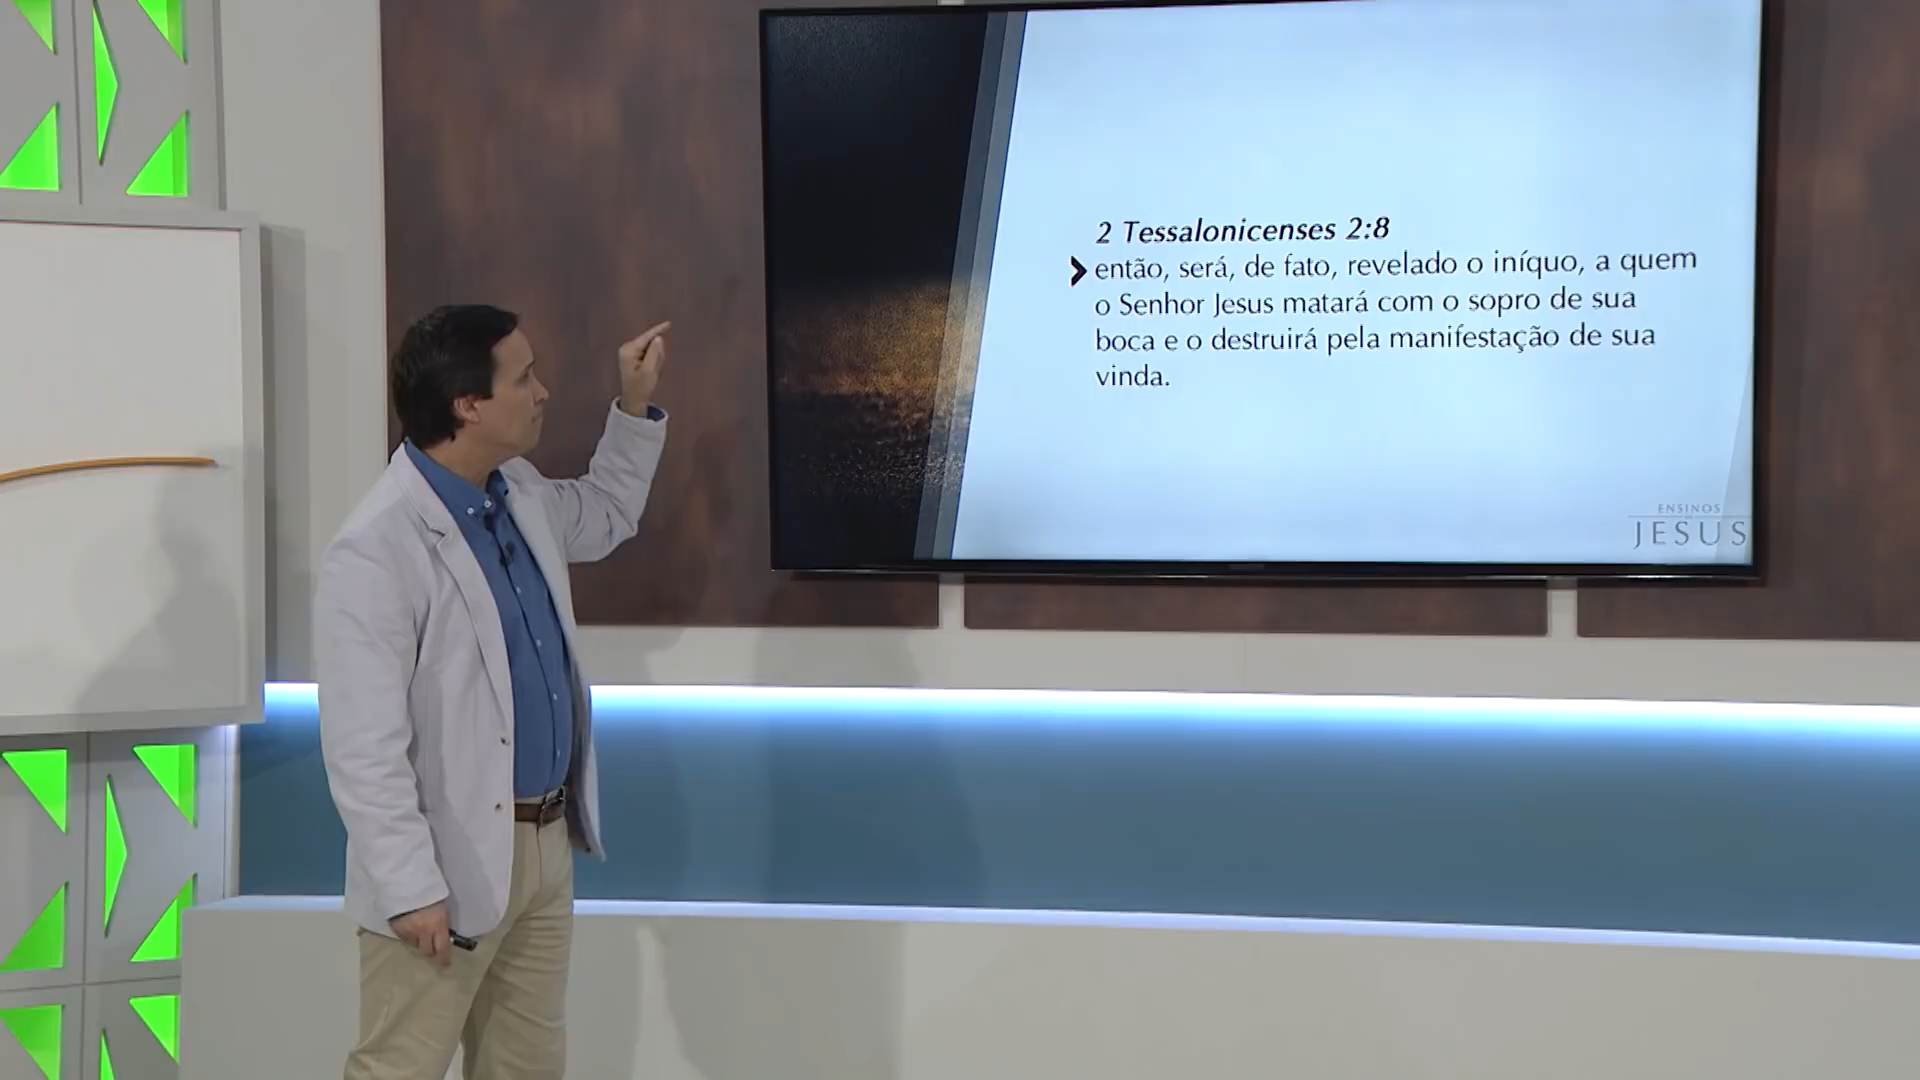 2 Tessalonicenses 2:8
então, será, de fato, revelado o iníquo, a quem
o Senhor Jesus matará com o sopro de sua
boca e o destruirá pela manifestação de sua
vinda.
ENSINOS
JESUS